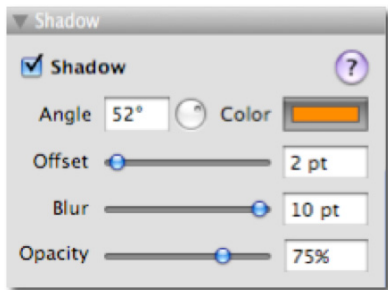 Shadow
Shadow ?
Angle 52° Color
Offset 2 pt
Blur 10 pt
Opacity 75%